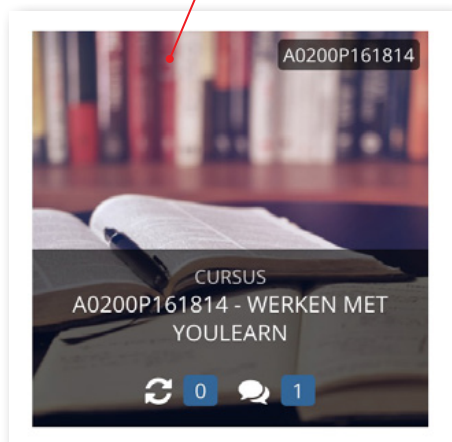 A0200P161814
CURSUS
A0200P161814 - WERKEN MET
YOULEARN
0 1